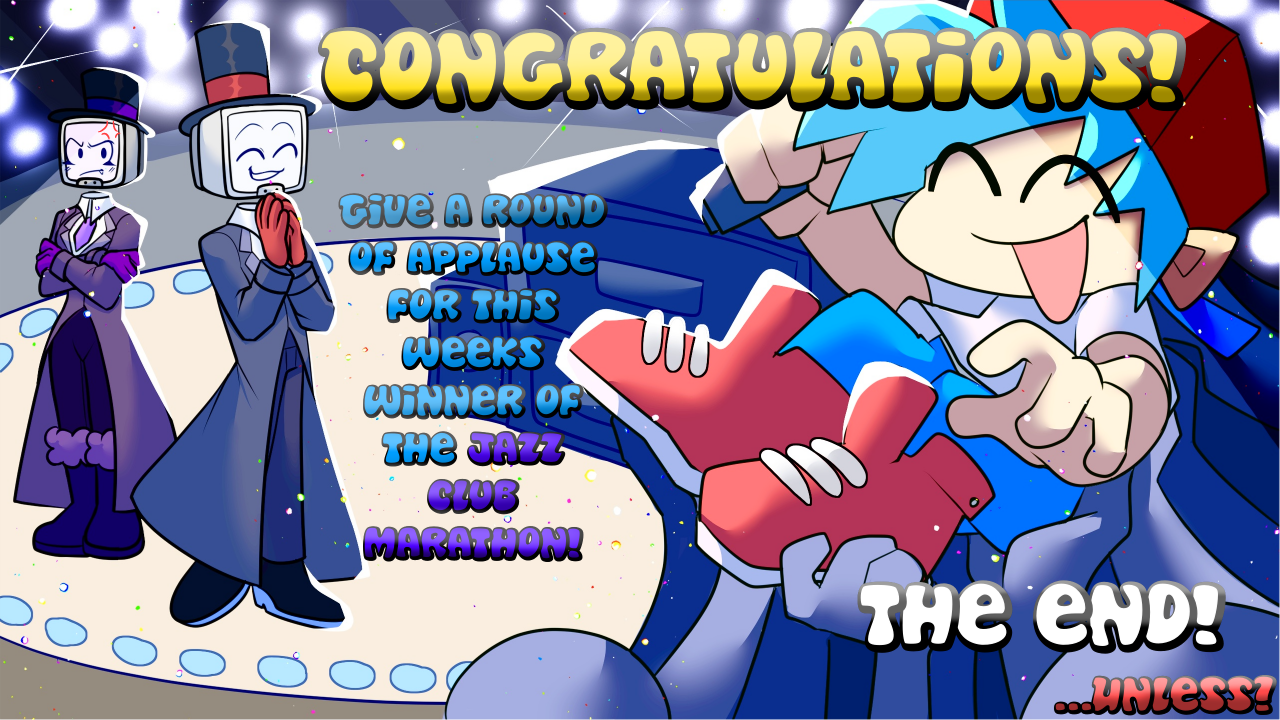 CONGRATULATIONS!
GIVE A ROUND
OF APPLAUSE
FOR THIS
WEEKS
WINNER OF
THE JAZZ
CLUB
MARATHON!
THE END!
...UNLESS?